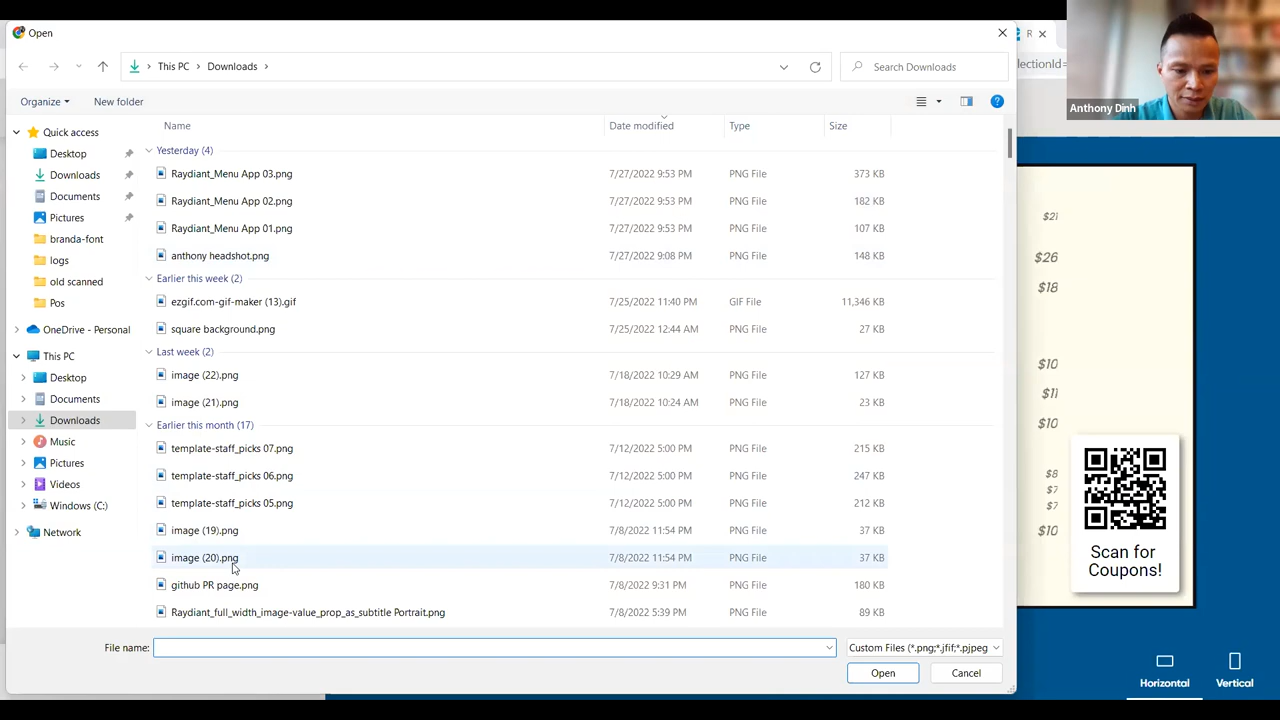 Open
R
This PC Downloads
Search Downloads
lectionId=
Anthony Dinh
Organize New folder
Name Date modified Type Size
Quick access
Desktop
Downloads
Documents
Pictures
branda-font
logs
old scanned
Pos
OneDrive - Personal
This PC
Desktop
Documents
Downloads
Music
Pictures
Videos
Windows (C:)
Network
Yesterday (4)
Raydiant_Menu App 03.png 7/27/2022 9:53 PM PNG File 373 KB
Raydiant_Menu App 02.png 7/27/2022 9:53 PM PNG File 182 KB
Raydiant_Menu App 01.png 7/27/2022 9:53 PM PNG File 107 KB
anthony headshot.png 7/27/2022 9:08 PM PNG File 148 KB
Earlier this week (2)
ezgif.com-gif-maker (13).gif 7/25/2022 11:40 PM GIF File 11,346 KB
square background.png 7/25/2022 12:44 AM PNG File 27 KB
Last week (2)
image (22).png 7/18/2022 10:29 AM PNG File 127 KB
image (21).png 7/18/2022 10:24 AM PNG File 23 KB
Earlier this month (17)
template-staff_picks 07.png 7/12/2022 5:00 PM PNG File 215 KB
template-staff_picks 06.png 7/12/2022 5:00 PM PNG File 247 KB
template-staff_picks 05.png 7/12/2022 5:00 PM PNG File 212 KB
image (19).png 7/8/2022 11:54 PM PNG File 37 KB
image (20).png 7/8/2022 11:54 PM PNG File 37 KB
github PR page.png 7/8/2022 9:31 PM PNG File 180 KB
Raydiant_full_width_image-value_prop_as_subtitle Portrait.png 7/8/2022 5:39 PM PNG File 89 KB
File name: Custom Files (*.png;*.jfif;*.pjpeg
Open Cancel
$21
$26
$18
$10
$11
$10
$8
$7
$7
$10
Scan for
Coupons!
Horizontal Vertical